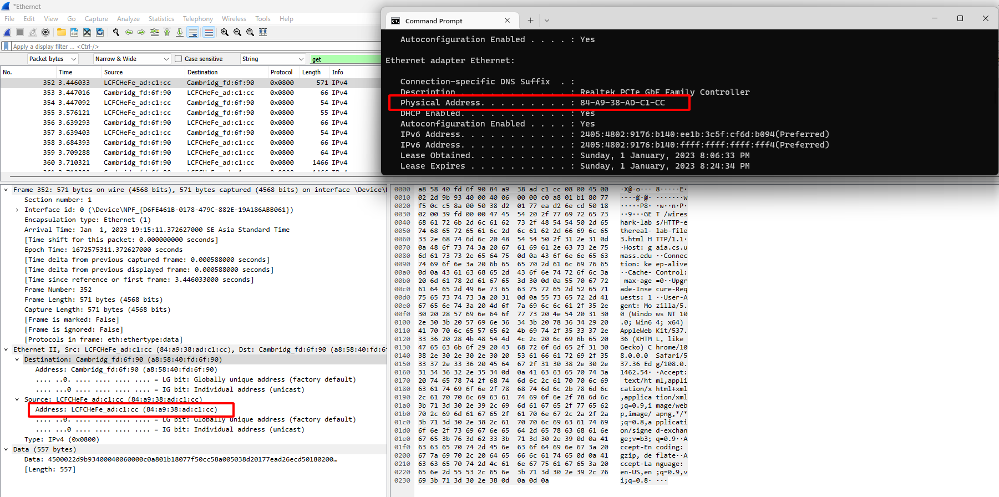 *Ethernet
File Edit View Go Capture Analyze Statistics Telephony Wireless Tools Help
Apply a display filter ... <Ctrl-/>
Packet bytes Narrow & Wide Case sensitive String get
No. Time Source Destination Protocol Length Info
352 3.446033 LCFCHeFe_ad:c1:cc Cambridg_fd:6f:90 0x0800 571 IPv4
353 3.447016 Cambridg_fd:6f:90 LCFCHeFe_ad:c1:cc 0x0800 66 IPv4
354 3.447092 LCFCHeFe_ad:c1:cc Cambridg_fd:6f:90 0x0800 54 IPv4
355 3.576121 LCFCHeFe_ad:c1:cc Cambridg_fd:6f:90 0x0800 55 IPv4
356 3.639293 Cambridg_fd:6f:90 LCFCHeFe_ad:c1:cc 0x0800 66 IPv4
357 3.639403 LCFCHeFe_ad:c1:cc Cambridg_fd:6f:90 0x0800 54 IPv4
358 3.684393 Cambridg_fd:6f:90 LCFCHeFe_ad:c1:cc 0x0800 66 IPv4
359 3.709288 Cambridg_fd:6f:90 LCFCHeFe_ad:c1:cc 0x0800 64 IPv4
360 3.710321 Cambridg_fd:6f:90 LCFCHeFe_ad:c1:cc 0x0800 1466 IPv4
Command Prompt
Autoconfiguration Enabled . . . . : Yes
Ethernet adapter Ethernet:
Connection-specific DNS Suffix . :
Description . . . . . . . . . . . : Realtek PCIe GbE Family Controller
Physical Address. . . . . . . . . : 84-A9-38-AD-C1-CC
DHCP Enabled. . . . . . . . . . . : Yes
Autoconfiguration Enabled . . . . : Yes
IPv6 Address. . . . . . . . . . . : 2405:4802:9176:b140:ee1b:3c5f:cf6d:b094(Preferred)
IPv6 Address. . . . . . . . . . . : 2405:4802:9176:b140:ffff:ffff:ffff:fff4(Preferred)
Lease Obtained. . . . . . . . . . : Sunday, 1 January, 2023 8:06:33 PM
Lease Expires . . . . . . . . . . : Sunday, 1 January, 2023 8:24:34 PM
Frame 352: 571 bytes on wire (4568 bits), 571 bytes captured (4568 bits) on interface \Device\N
Section number: 1
Interface id: 0 (\Device\NPF_{D6FE461B-0178-479C-882E-19A186ABB061})
Encapsulation type: Ethernet (1)
Arrival Time: Jan 1, 2023 19:15:11.372627000 SE Asia Standard Time
[Time shift for this packet: 0.000000000 seconds]
Epoch Time: 1672575311.372627000 seconds
[Time delta from previous captured frame: 0.000588000 seconds]
[Time delta from previous displayed frame: 0.000588000 seconds]
[Time since reference or first frame: 3.446033000 seconds]
Frame Number: 352
Frame Length: 571 bytes (4568 bits)
Capture Length: 571 bytes (4568 bits)
[Frame is marked: False]
[Frame is ignored: False]
[Protocols in frame: eth:ethertype:data]
Ethernet II, Src: LCFCHeFe_ad:c1:cc (84:a9:38:ad:c1:cc), Dst: Cambridg_fd:6f:90 (a8:58:40:fd:6f
Destination: Cambridg_fd:6f:90 (a8:58:40:fd:6f:90)
Address: Cambridg_fd:6f:90 (a8:58:40:fd:6f:90)
.... ..0. .... .... .... .... = LG bit: Globally unique address (factory default)
.... ...0 .... .... .... .... = IG bit: Individual address (unicast)
Source: LCFCHeFe_ad:c1:cc (84:a9:38:ad:c1:cc)
Address: LCFCHeFe_ad:c1:cc (84:a9:38:ad:c1:cc)
.... ..0. .... .... .... .... = LG bit: Globally unique address (factory default)
.... ...0 .... .... .... .... = IG bit: Individual address (unicast)
Type: IPv4 (0x0800)
Data (557 bytes)
Data: 4500022d9b93400040060000c0a801b18077f50cc58a005038d20177ead26ecd50180200…
[Length: 557]
0000 a8 58 40 fd 6f 90 84 a9 38 ad c1 cc 08 00 45 00 ·X@·o··· 8·····E·
0010 02 2d 9b 93 40 00 40 06 00 00 c0 a8 01 b1 80 77 ·-··@·@· ·······w
0020 f5 0c c5 8a 00 50 38 d2 01 77 ea d2 6e cd 50 18 ·····P8· ·w··n·P·
0030 02 00 39 fd 00 00 47 45 54 20 2f 77 69 72 65 73 ··9···GE T /wires
0040 68 61 72 6b 2d 6c 61 62 73 2f 48 54 54 50 2d 65 hark-lab s/HTTP-e
0050 74 68 65 72 65 61 6c 2d 6c 61 62 2d 66 69 6c 65 thereal- lab-file
0060 33 2e 68 74 6d 6c 20 48 54 54 50 2f 31 2e 31 0d 3.html H TTP/1.1·
0070 0a 48 6f 73 74 3a 20 67 61 69 61 2e 63 73 2e 75 ·Host: g aia.cs.u
0080 6d 61 73 73 2e 65 64 75 0d 0a 43 6f 6e 6e 65 63 mass.edu ··Connec
0090 74 69 6f 6e 3a 20 6b 65 65 70 2d 61 6c 69 76 65 tion: ke ep-alive
00a0 0d 0a 43 61 63 68 65 2d 43 6f 6e 74 72 6f 6c 3a ··Cache- Control:
00b0 20 6d 61 78 2d 61 67 65 3d 30 0d 0a 55 70 67 72 max-age =0··Upgr
00c0 61 64 65 2d 49 6e 73 65 63 75 72 65 2d 52 65 71 ade-Inse cure-Req
00d0 75 65 73 74 73 3a 20 31 0d 0a 55 73 65 72 2d 41 uests: 1 ··User-A
00e0 67 65 6e 74 3a 20 4d 6f 7a 69 6c 6c 61 2f 35 2e gent: Mo zilla/5.
00f0 30 20 28 57 69 6e 64 6f 77 73 20 4e 54 20 31 30 0 (Windo ws NT 10
0100 2e 30 3b 20 57 69 6e 36 34 3b 20 78 36 34 29 20 .0; Win6 4; x64)
0110 41 70 70 6c 65 57 65 62 4b 69 74 2f 35 33 37 2e AppleWeb Kit/537.
0120 33 36 20 28 4b 48 54 4d 4c 2c 20 6c 69 6b 65 20 36 (KHTM L, like
0130 47 65 63 6b 6f 29 20 43 68 72 6f 6d 65 2f 31 30 Gecko) C hrome/10
0140 38 2e 30 2e 30 2e 30 20 53 61 66 61 72 69 2f 35 8.0.0.0 Safari/5
0150 33 37 2e 33 36 20 45 64 67 2f 31 30 38 2e 30 2e 37.36 Ed g/108.0.
0160 31 34 36 32 2e 35 34 0d 0a 41 63 63 65 70 74 3a 1462.54· ·Accept:
0170 20 74 65 78 74 2f 68 74 6d 6c 2c 61 70 70 6c 69 text/ht ml,appli
0180 63 61 74 69 6f 6e 2f 78 68 74 6d 6c 2b 78 6d 6c cation/x html+xml
0190 2c 61 70 70 6c 69 63 61 74 69 6f 6e 2f 78 6d 6c ,applica tion/xml
01a0 3b 71 3d 30 2e 39 2c 69 6d 61 67 65 2f 77 65 62 ;q=0.9,i mage/web
01b0 70 2c 69 6d 61 67 65 2f 61 70 6e 67 2c 2a 2f 2a p,image/ apng,*/*
01c0 3b 71 3d 30 2e 38 2c 61 70 70 6c 69 63 61 74 69 ;q=0.8,a pplicati
01d0 6f 6e 2f 73 69 67 6e 65 64 2d 65 78 63 68 61 6e on/signe d-exchan
01e0 67 65 3b 76 3d 62 33 3b 71 3d 30 2e 39 0d 0a 41 ge;v=b3; q=0.9··A
01f0 63 63 65 70 74 2d 45 6e 63 6f 64 69 6e 67 3a 20 ccept-En coding:
0200 67 7a 69 70 2c 20 64 65 66 6c 61 74 65 0d 0a 41 gzip, de flate··A
0210 63 63 65 70 74 2d 4c 61 6e 67 75 61 67 65 3a 20 ccept-La nguage:
0220 65 6e 2d 55 53 2c 65 6e 3b 71 3d 30 2e 39 2c 76 en-US,en ;q=0.9,v
0230 69 3b 71 3d 30 2e 38 0d 0a 0d 0a i;q=0.8· ···